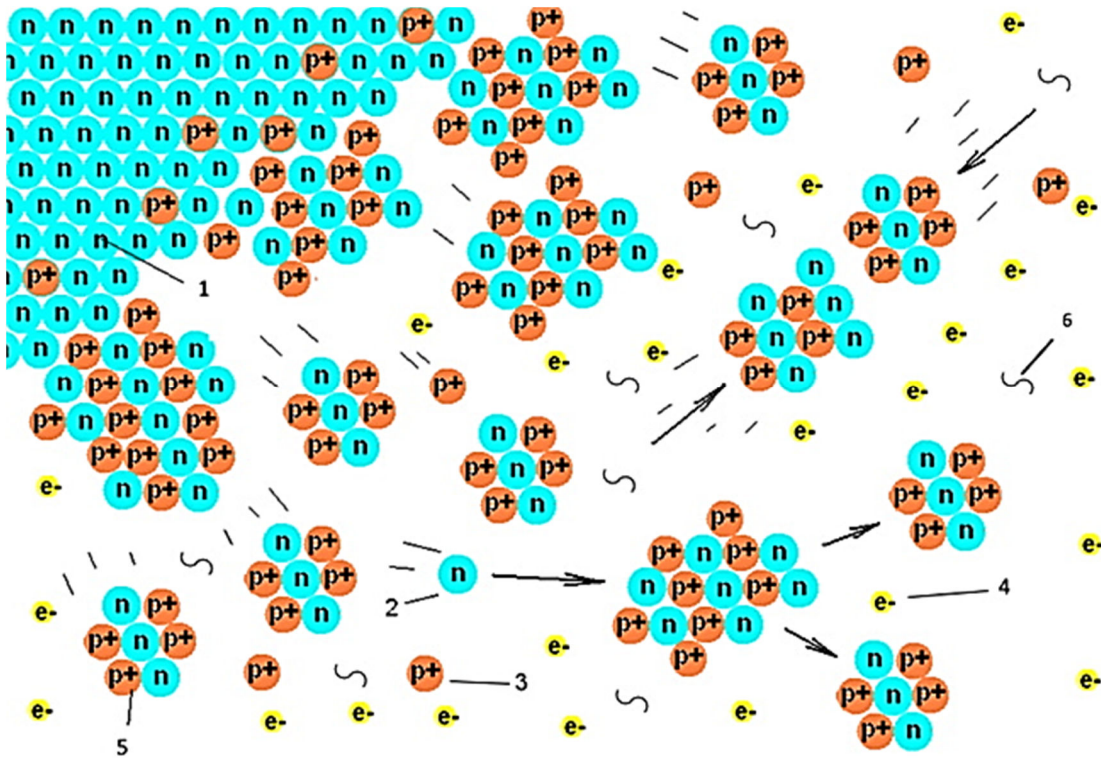 n n n n n n n n n n p+ n p+ e-
n n n n n n n n p+ n n n p+ n p+ n n p+ p+
n n n n n n n n n n n p+ n p+ n p+ n p+
n n n n n p+ n p+ n p+ p+ n p+ n p+ n
n n n n n n p+ n p+ n p+
p+ p+ e- n p+ p+
n n n n p+ n n p+ n p+ n p+ n p+ n e-
n n n n n p+ n p+ n n p+ n p+ n p+ n p+
n p+ n n p+ e- n p+ n e-
1 p+ n p+ n n p+ n
n n n p+ p+ e- p+ n p+ n e- 6
n n p+ n p+ n e- e- p+ n
n p+ n p+ n n p+ p+ e- e-
p+ n p+ n p+ p+ n p+ n p+ e-
p+ p+ n p+ p+ n p+ n p+ n p+
e- n p+ n p+ n p+ n p+
p+
n p+ p+ n p+ n e-
p+ n p+ n n p+ n p+ n
e- n p+ p+ n 2 p+ n p+ n e- 4
p+ n p+ e- p+ n p+
p+ n p+ p+ 3 e-
e- e- e- e- e- e- p+ n p+
5 p+ n